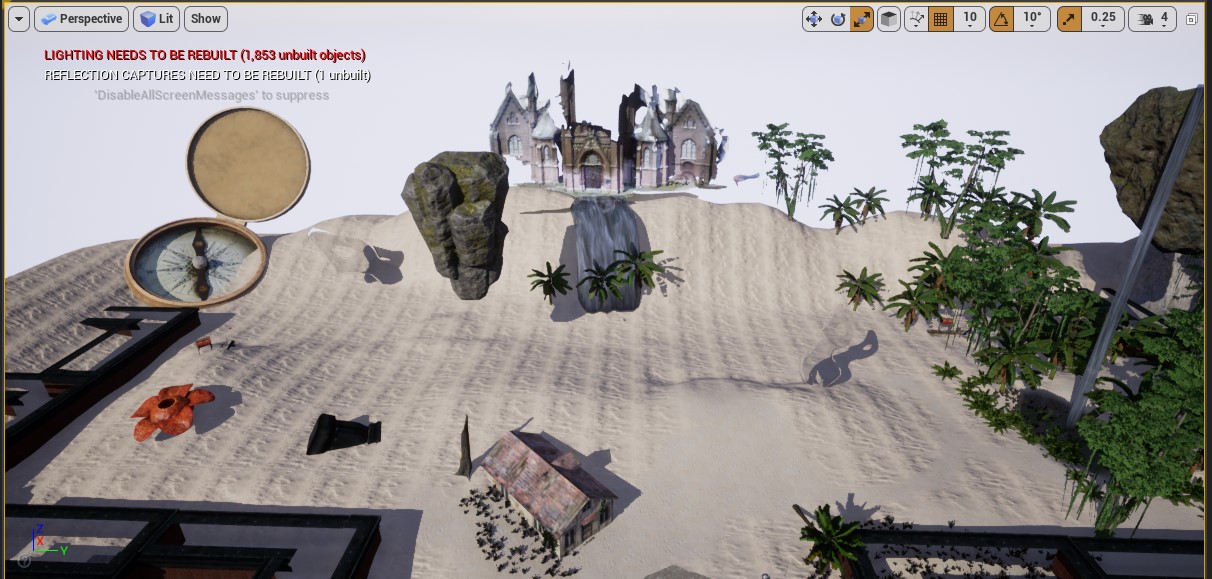 Perspective Lit Show 10 10° 0.25 4
LIGHTING NEEDS TO BE REBUILT (1,853 unbuilt objects)
REFLECTION CAPTURES NEED TO BE REBUILT (1 unbuilt)
'DisableAllScreenMessages' to suppress
Z
X
Y